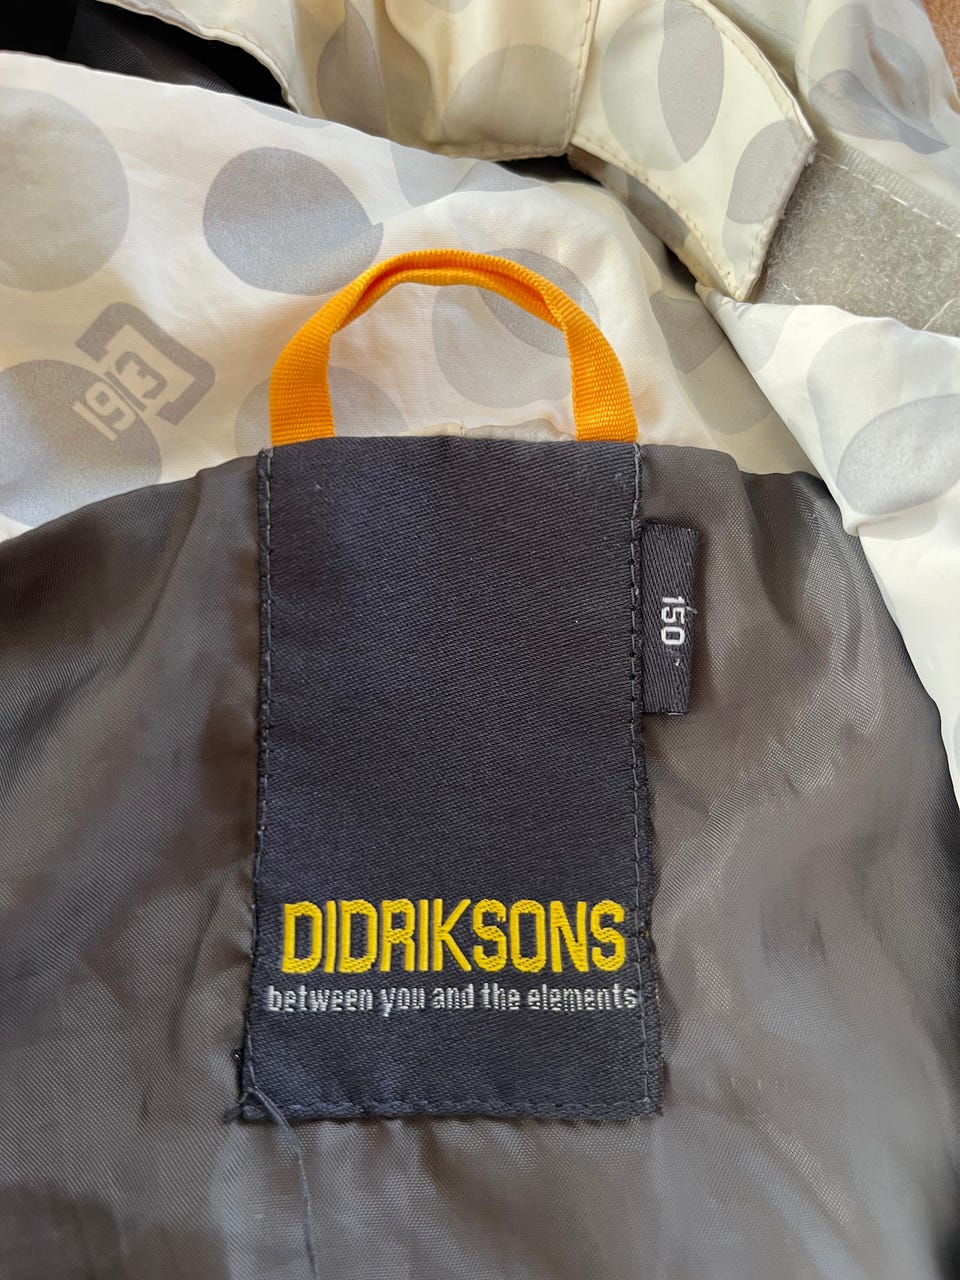 1913
150
DIDRIKSONS
between you and the elements